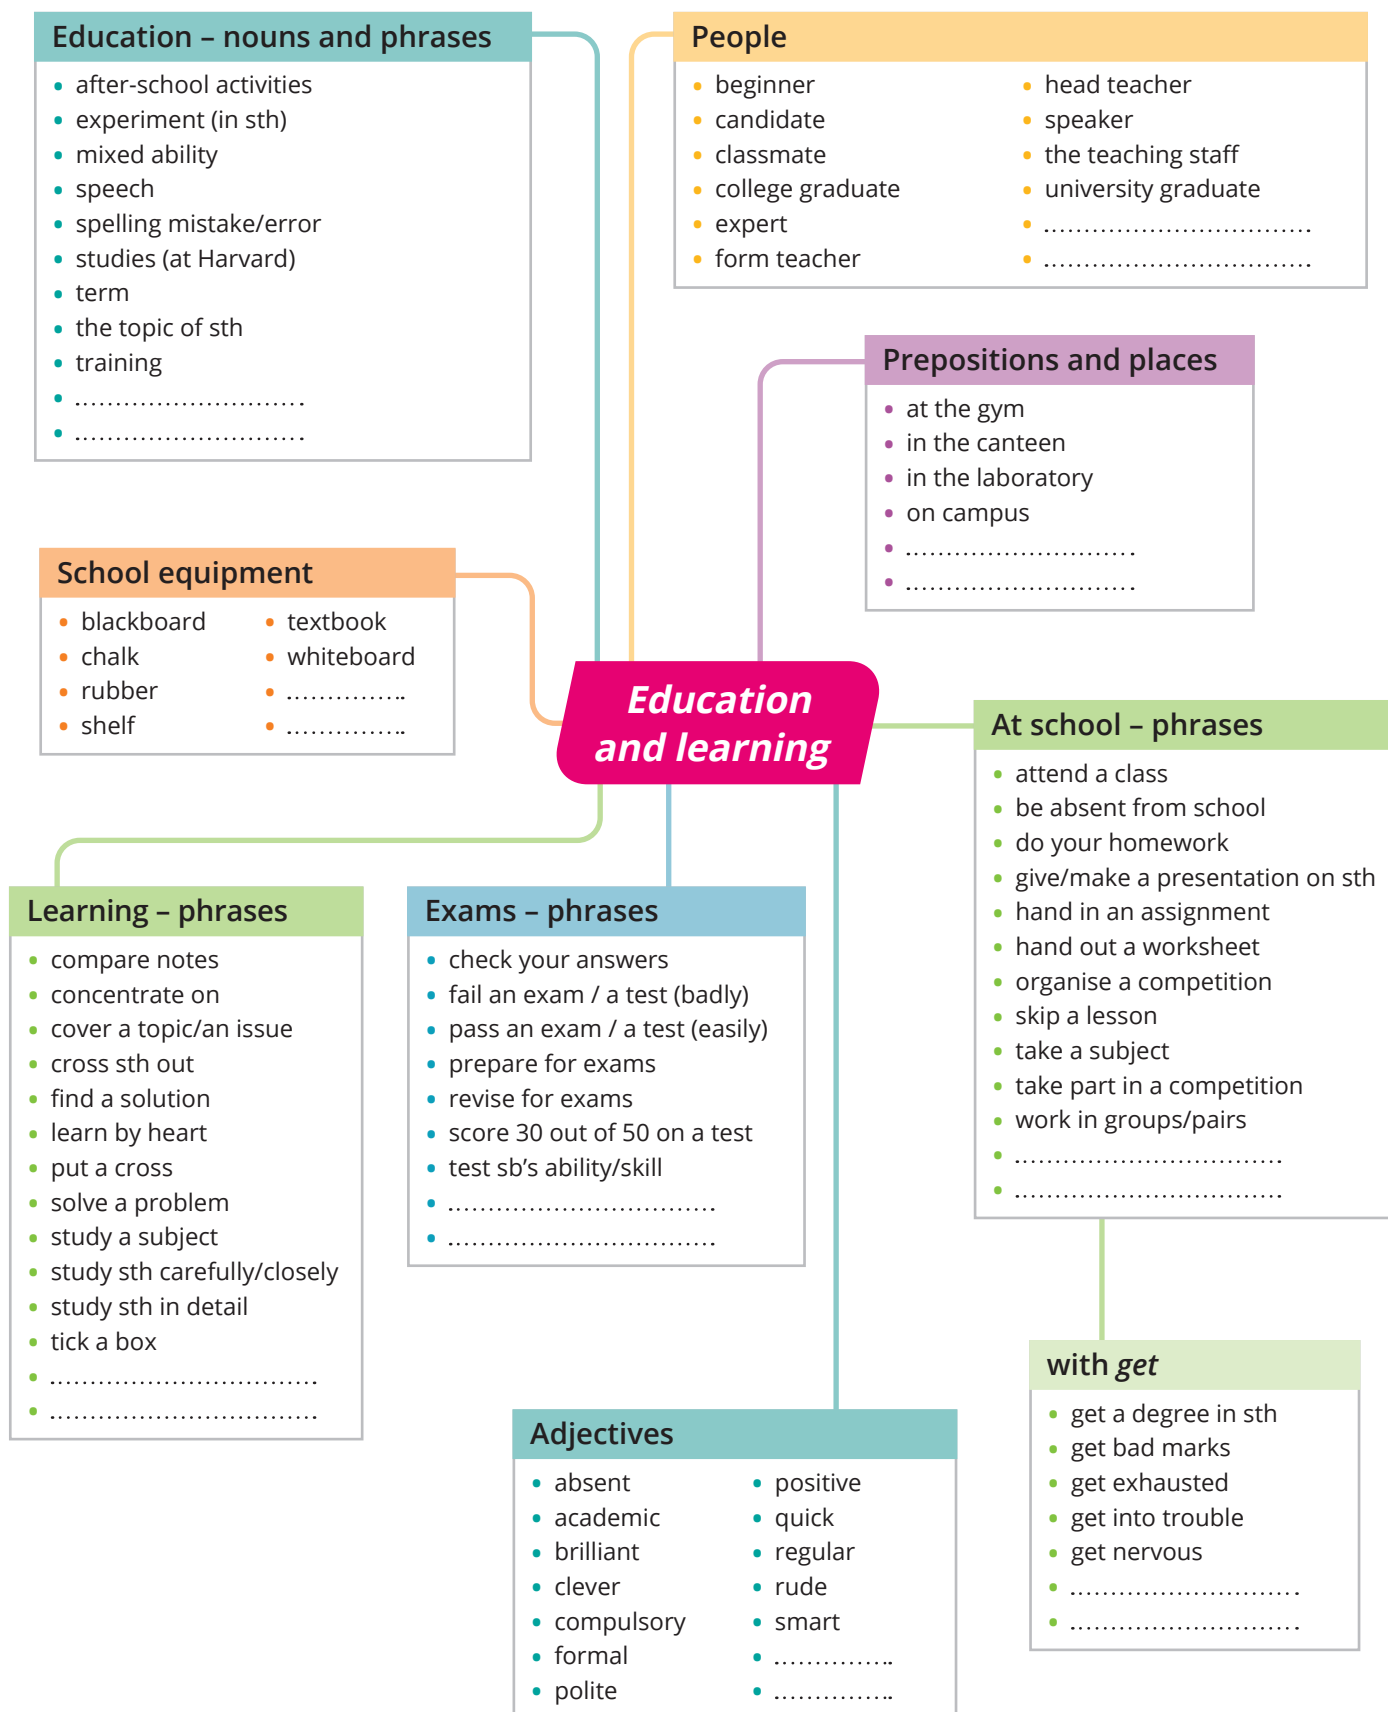 Education – nouns and phrases
• after-school activities
• experiment (in sth)
• mixed ability
• speech
• spelling mistake/error
• studies (at Harvard)
• term
• the topic of sth
• training
• ............................
• ............................
People
• beginner
• candidate
• classmate
• college graduate
• expert
• form teacher
• head teacher
• speaker
• the teaching staff
• university graduate
• .................................
• .................................
Prepositions and places
• at the gym
• in the canteen
• in the laboratory
• on campus
• ............................
• ............................
School equipment
• blackboard
• chalk
• rubber
• shelf
• textbook
• whiteboard
• ...............
• ...............
Education
and learning
At school – phrases
• attend a class
• be absent from school
• do your homework
• give/make a presentation on sth
• hand in an assignment
• hand out a worksheet
• organise a competition
• skip a lesson
• take a subject
• take part in a competition
• work in groups/pairs
• .................................
• .................................
Learning – phrases
• compare notes
• concentrate on
• cover a topic/an issue
• cross sth out
• find a solution
• learn by heart
• put a cross
• solve a problem
• study a subject
• study sth carefully/closely
• study sth in detail
• tick a box
• .................................
• .................................
Exams – phrases
• check your answers
• fail an exam / a test (badly)
• pass an exam / a test (easily)
• prepare for exams
• revise for exams
• score 30 out of 50 on a test
• test sb's ability/skill
• .................................
• .................................
with get
• get a degree in sth
• get bad marks
• get exhausted
• get into trouble
• get nervous
• ............................
• ............................
Adjectives
• absent
• academic
• brilliant
• clever
• compulsory
• formal
• polite
• positive
• quick
• regular
• rude
• smart
• ...............
• ...............